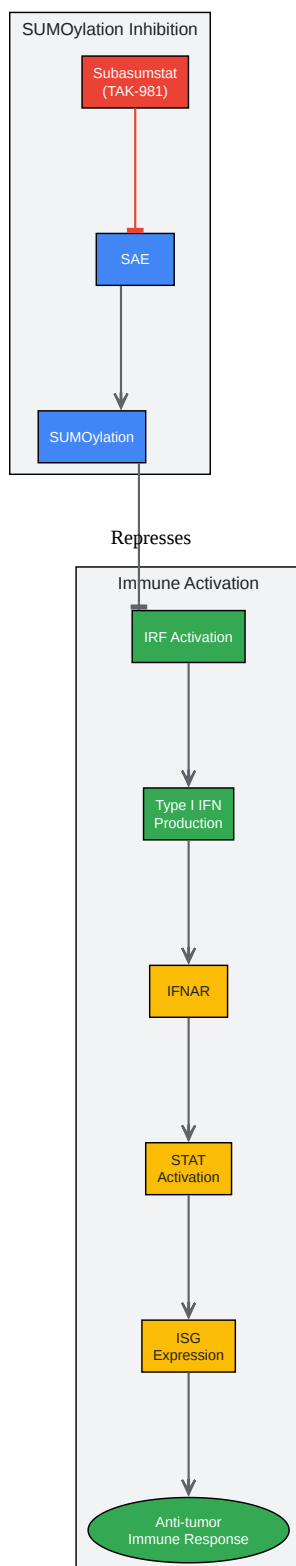 SUMOylation Inhibition
Subasumstat
(TAK-981)
SAE
SUMOylation
Represses
Immune Activation
IRF Activation
Type I IFN
Production
IFNAR
STAT
Activation
ISG
Expression
Anti-tumor
Immune Response